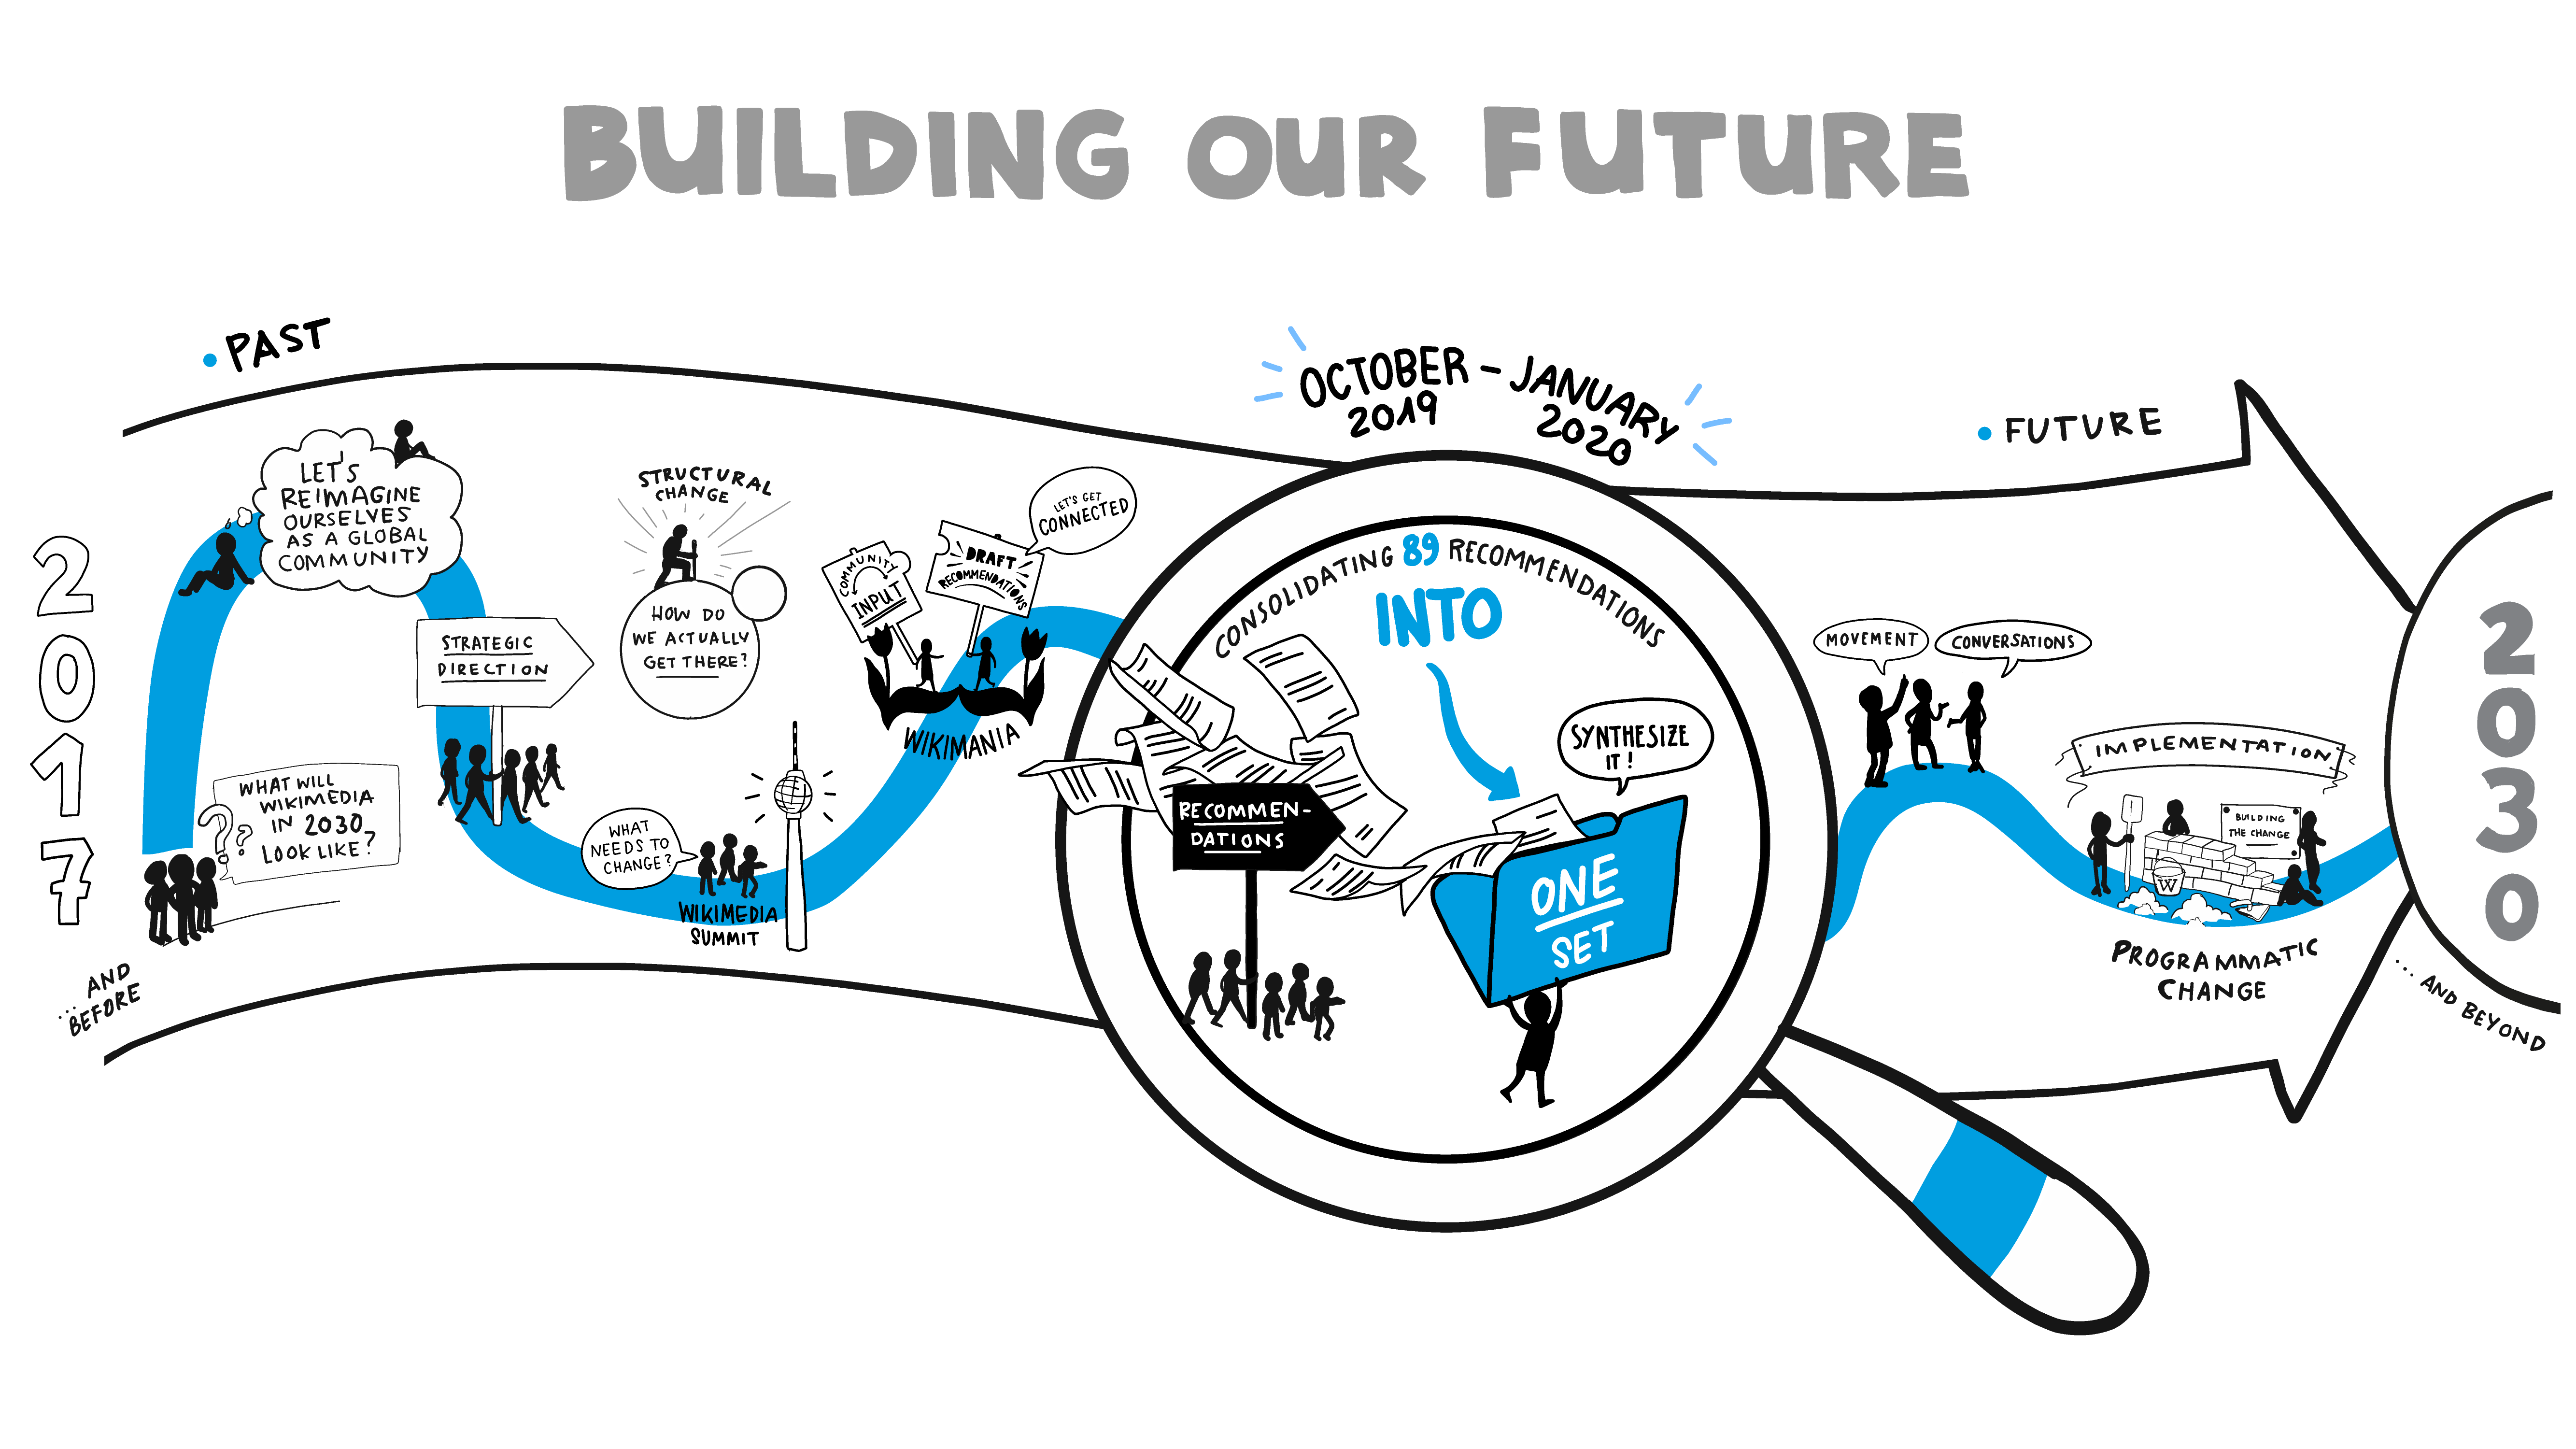 BUILDING OUR FUTURE
• PAST
2017
... AND
BEFORE
LET'S
REIMAGINE
OURSELVES
AS A GLOBAL
COMMUNITY
? ?
WHAT WILL
WIKIMEDIA
IN 2030
LOOK LIKE?
STRATEGIC
DIRECTION
STRUCTURAL
CHANGE
HOW DO
WE ACTUALLY
GET THERE?
WHAT
NEEDS TO
CHANGE?
WIKIMEDIA
SUMMIT
COMMUNITY
INPUT
DRAFT
RECOMMENDATIONS
LET'S GET
CONNECTED
WIKIMANIA
OCTOBER – JANUARY
2019 2020
CONSOLIDATING 89 RECOMMENDATIONS
INTO
RECOMMEN-
DATIONS
SYNTHESIZE
IT!
ONE
SET
• FUTURE
MOVEMENT
CONVERSATIONS
IMPLEMENTATION
BUILDING
THE CHANGE
W
PROGRAMMATIC
CHANGE
2030
... AND BEYOND